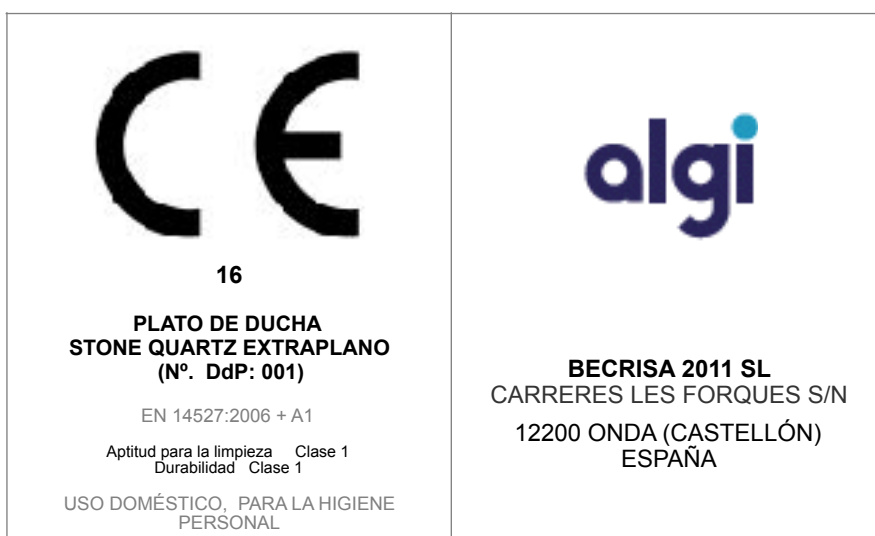 CE
16
PLATO DE DUCHA
STONE QUARTZ EXTRAPLANO
(Nº. DdP: 001)
EN 14527:2006 + A1
Aptitud para la limpieza Clase 1
Durabilidad Clase 1
USO DOMÉSTICO, PARA LA HIGIENE
PERSONAL
algi
BECRISA 2011 SL
CARRERES LES FORQUES S/N
12200 ONDA (CASTELLÓN)
ESPAÑA